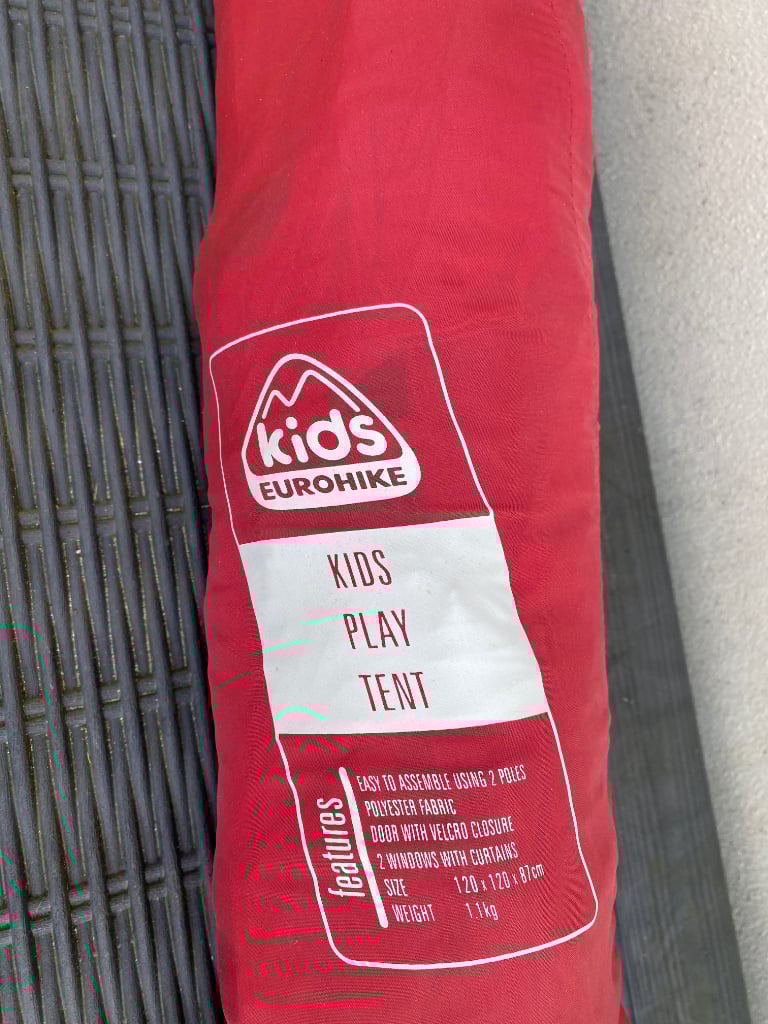 kids
EUROHIKE
KIDS
PLAY
TENT
features
EASY TO ASSEMBLE USING 2 POLES
POLYESTER FABRIC
DOOR WITH VELCRO CLOSURE
2 WINDOWS WITH CURTAINS
SIZE 120 x 120 x 87cm
WEIGHT 1.1kg